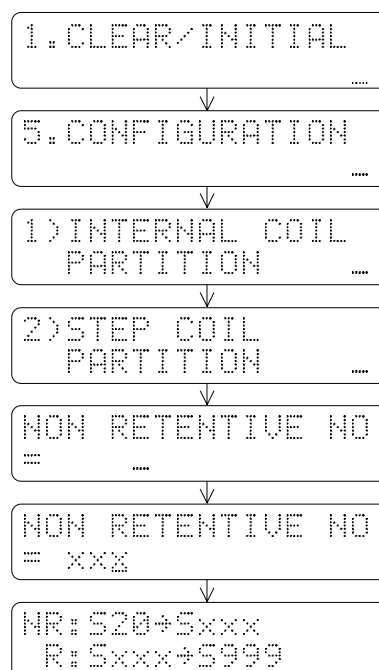 1.CLEAR/INITIAL
5.CONFIGURATION
1)INTERNAL COIL
PARTITION
2)STEP COIL
PARTITION
NON RETENTIVE NO
=
NON RETENTIVE NO
= xxx
NR:S20→Sxxx
R:Sxxx→S999